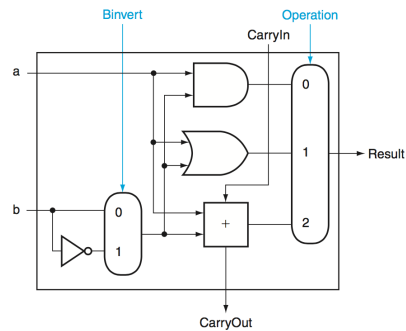 Binvert
Operation
CarryIn
a
0
1
Result
b
0
+
2
1
CarryOut